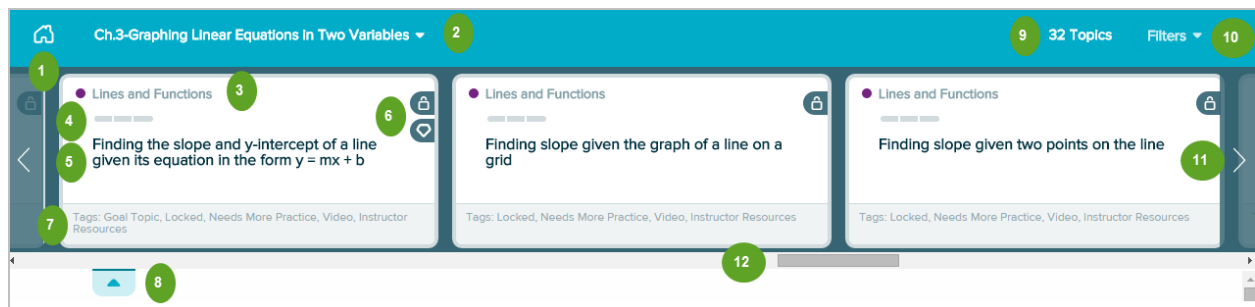 Ch.3-Graphing Linear Equations in Two Variables
2
9
32 Topics
Filters
10
1
Lines and Functions
3
Lines and Functions
Lines and Functions
4
6
Finding the slope and y-intercept of a line
given its equation in the form y = mx + b
5
Finding slope given the graph of a line on a
grid
Finding slope given two points on the line
11
7
Tags: Goal Topic, Locked, Needs More Practice, Video, Instructor
Resources
Tags: Locked, Needs More Practice, Video, Instructor Resources
Tags: Locked, Needs More Practice, Video, Instructor Resources
12
8